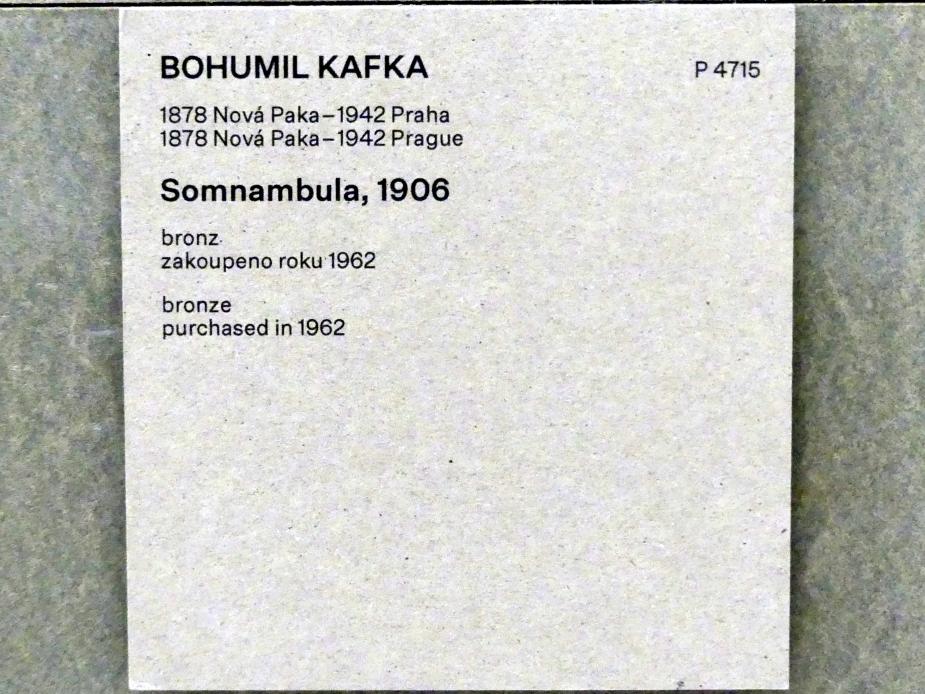 BOHUMIL KAFKA P 4715
1878 Nová Paka–1942 Praha
1878 Nová Paka–1942 Prague
Somnambula, 1906
bronz
zakoupeno roku 1962
bronze
purchased in 1962